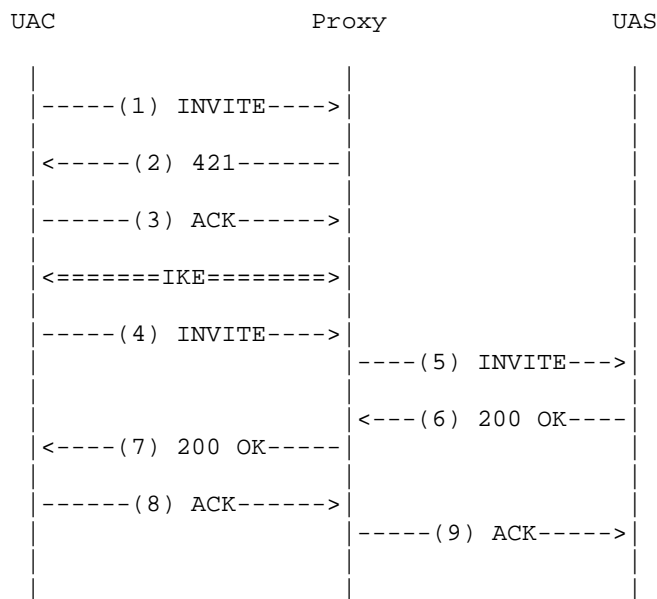 UAC Proxy UAS
-----(1) INVITE---->
<-----(2) 421-------
------(3) ACK------>
<=======IKE========>
-----(4) INVITE---->
----(5) INVITE--->
<---(6) 200 OK----
<----(7) 200 OK-----
------(8) ACK------>
-----(9) ACK----->